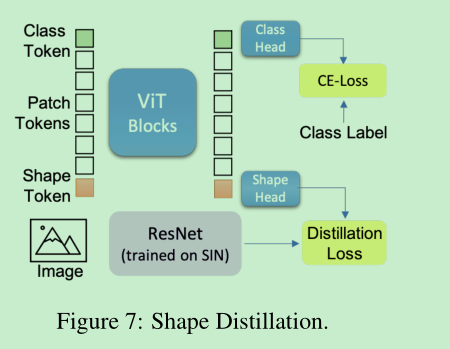 Class
Token
Class
Head
CE-Loss
ViT
Blocks
Patch
Tokens
Class Label
Shape
Token
Shape
Head
ResNet
(trained on SIN)
Distillation
Loss
Image
Figure 7: Shape Distillation.